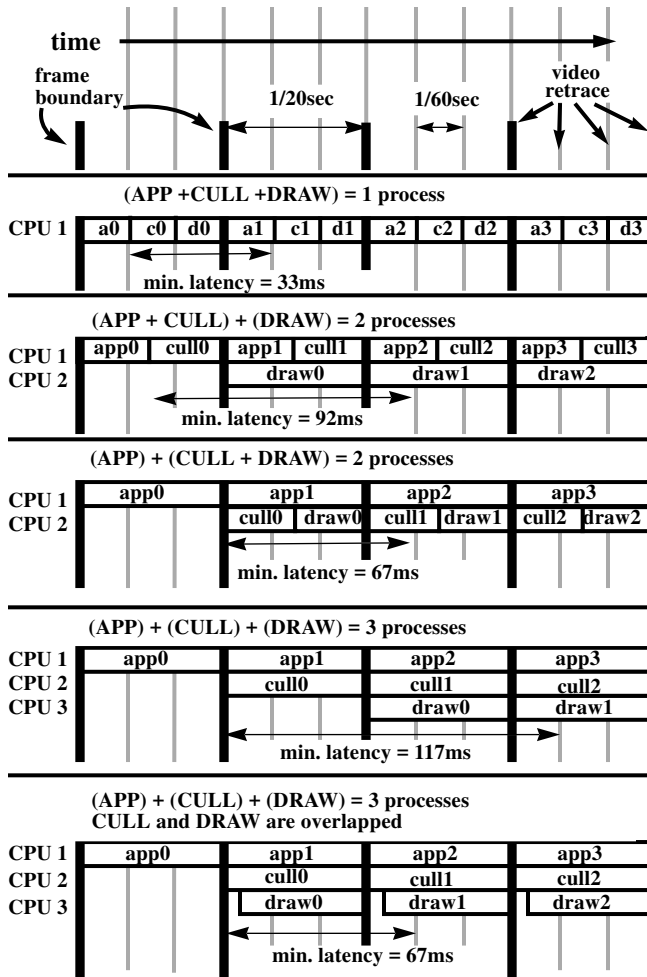 time
frame
boundary
1/20sec
1/60sec
video
retrace
(APP +CULL +DRAW) = 1 process
CPU 1 a0 c0 d0 a1 c1 d1 a2 c2 d2 a3 c3 d3
min. latency = 33ms
(APP + CULL) + (DRAW) = 2 processes
CPU 1 app0 cull0 app1 cull1 app2 cull2 app3 cull3
CPU 2 draw0 draw1 draw2
min. latency = 92ms
(APP) + (CULL + DRAW) = 2 processes
CPU 1 app0 app1 app2 app3
CPU 2 cull0 draw0 cull1 draw1 cull2 draw2
min. latency = 67ms
(APP) + (CULL) + (DRAW) = 3 processes
CPU 1 app0 app1 app2 app3
CPU 2 cull0 cull1 cull2
CPU 3 draw0 draw1
min. latency = 117ms
(APP) + (CULL) + (DRAW) = 3 processes
CULL and DRAW are overlapped
CPU 1 app0 app1 app2 app3
CPU 2 cull0 cull1 cull2
CPU 3 draw0 draw1 draw2
min. latency = 67ms